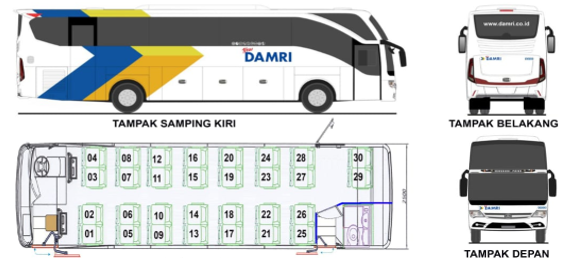 www.damri.co.id
DAMRI
DAMRI
TAMPAK SAMPING KIRI
TAMPAK BELAKANG
04 08 12 16 20 24 28 30
03 07 11 15 19 23 27 29
02 06 10 14 18 22 26
01 05 09 13 17 21 25
DAMRI
TAMPAK DEPAN